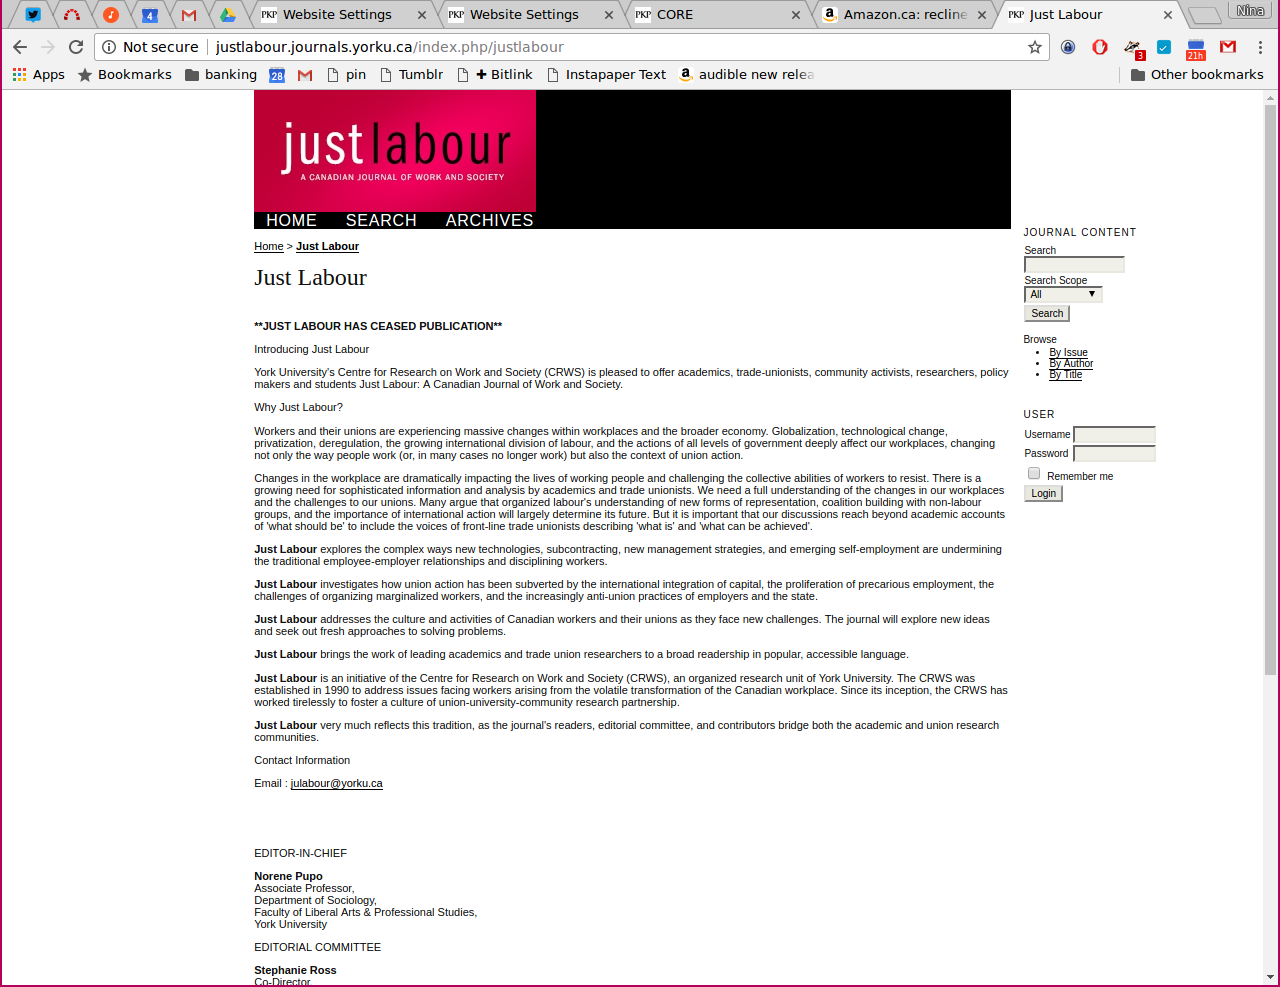 4
Website Settings
Website Settings
CORE
Amazon.ca: recline
Just Labour
Nina
Not secure
justlabour.journals.yorku.ca/index.php/justlabour
3
21h
Apps
Bookmarks
banking
28
pin
Tumblr
Bitlink
Instapaper Text
audible new relea
Other bookmarks
just labour
A CANADIAN JOURNAL OF WORK AND SOCIETY
HOME SEARCH ARCHIVES
Home > Just Labour
Just Labour
**JUST LABOUR HAS CEASED PUBLICATION**
Introducing Just Labour
York University's Centre for Research on Work and Society (CRWS) is pleased to offer academics, trade-unionists, community activists, researchers, policy
makers and students Just Labour: A Canadian Journal of Work and Society.
Why Just Labour?
Workers and their unions are experiencing massive changes within workplaces and the broader economy. Globalization, technological change,
privatization, deregulation, the growing international division of labour, and the actions of all levels of government deeply affect our workplaces, changing
not only the way people work (or, in many cases no longer work) but also the context of union action.
Changes in the workplace are dramatically impacting the lives of working people and challenging the collective abilities of workers to resist. There is a
growing need for sophisticated information and analysis by academics and trade unionists. We need a full understanding of the changes in our workplaces
and the challenges to our unions. Many argue that organized labour's understanding of new forms of representation, coalition building with non-labour
groups, and the importance of international action will largely determine its future. But it is important that our discussions reach beyond academic accounts
of 'what should be' to include the voices of front-line trade unionists describing 'what is' and 'what can be achieved'.
Just Labour explores the complex ways new technologies, subcontracting, new management strategies, and emerging self-employment are undermining
the traditional employee-employer relationships and disciplining workers.
Just Labour investigates how union action has been subverted by the international integration of capital, the proliferation of precarious employment, the
challenges of organizing marginalized workers, and the increasingly anti-union practices of employers and the state.
Just Labour addresses the culture and activities of Canadian workers and their unions as they face new challenges. The journal will explore new ideas
and seek out fresh approaches to solving problems.
Just Labour brings the work of leading academics and trade union researchers to a broad readership in popular, accessible language.
Just Labour is an initiative of the Centre for Research on Work and Society (CRWS), an organized research unit of York University. The CRWS was
established in 1990 to address issues facing workers arising from the volatile transformation of the Canadian workplace. Since its inception, the CRWS has
worked tirelessly to foster a culture of union-university-community research partnership.
Just Labour very much reflects this tradition, as the journal's readers, editorial committee, and contributors bridge both the academic and union research
communities.
Contact Information
Email : julabour@yorku.ca
EDITOR-IN-CHIEF
Norene Pupo
Associate Professor,
Department of Sociology,
Faculty of Liberal Arts & Professional Studies,
York University
EDITORIAL COMMITTEE
Stephanie Ross
Co-Director,
JOURNAL CONTENT
Search
Search Scope
All
Search
Browse
By Issue
By Author
By Title
USER
Username
Password
Remember me
Login